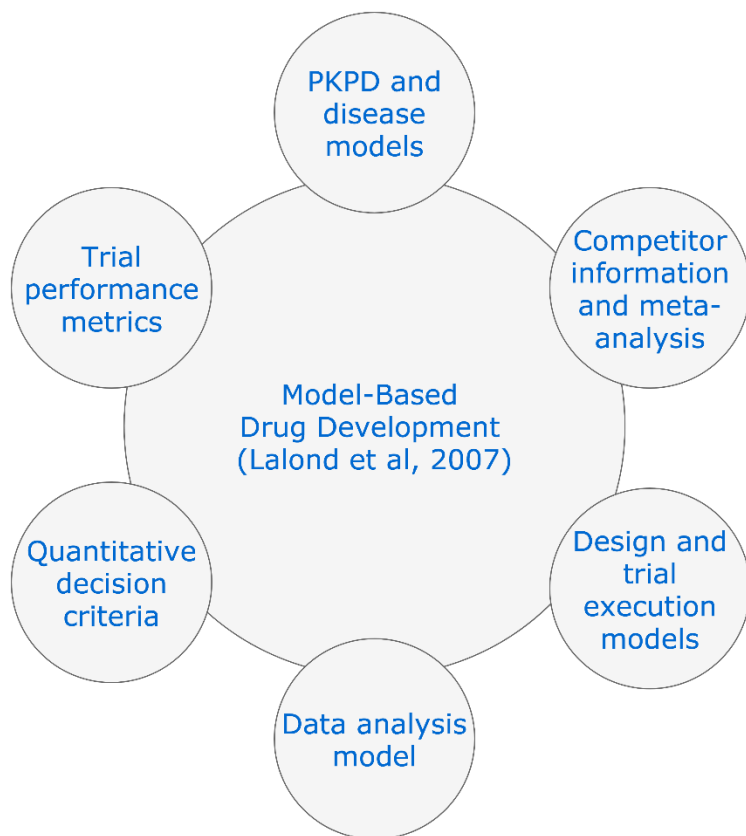 PKPD and
disease
models
Trial
performance
metrics
Competitor
information
and meta-
analysis
Model-Based
Drug Development
(Lalond et al, 2007)
Quantitative
decision
criteria
Design and
trial
execution
models
Data analysis
model